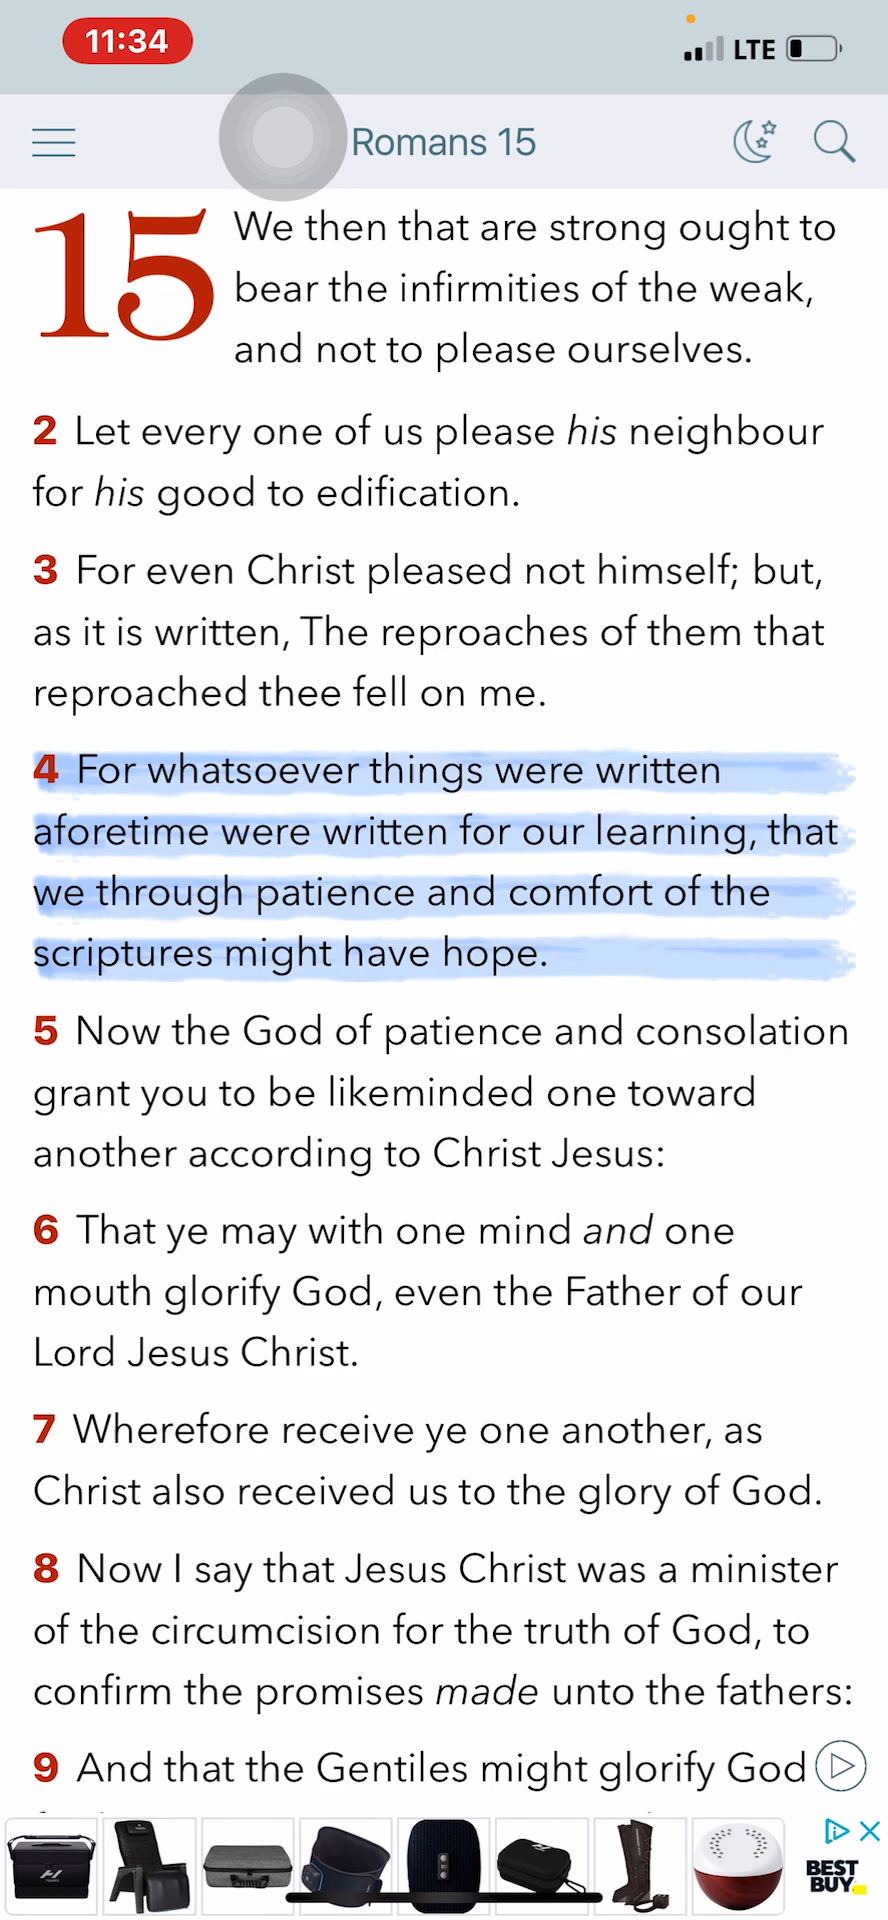 11:34
LTE
Romans 15
15 We then that are strong ought to
bear the infirmities of the weak,
and not to please ourselves.
2 Let every one of us please his neighbour
for his good to edification.
3 For even Christ pleased not himself; but,
as it is written, The reproaches of them that
reproached thee fell on me.
4 For whatsoever things were written
aforetime were written for our learning, that
we through patience and comfort of the
scriptures might have hope.
5 Now the God of patience and consolation
grant you to be likeminded one toward
another according to Christ Jesus:
6 That ye may with one mind and one
mouth glorify God, even the Father of our
Lord Jesus Christ.
7 Wherefore receive ye one another, as
Christ also received us to the glory of God.
8 Now I say that Jesus Christ was a minister
of the circumcision for the truth of God, to
confirm the promises made unto the fathers:
9 And that the Gentiles might glorify God
BEST
BUY